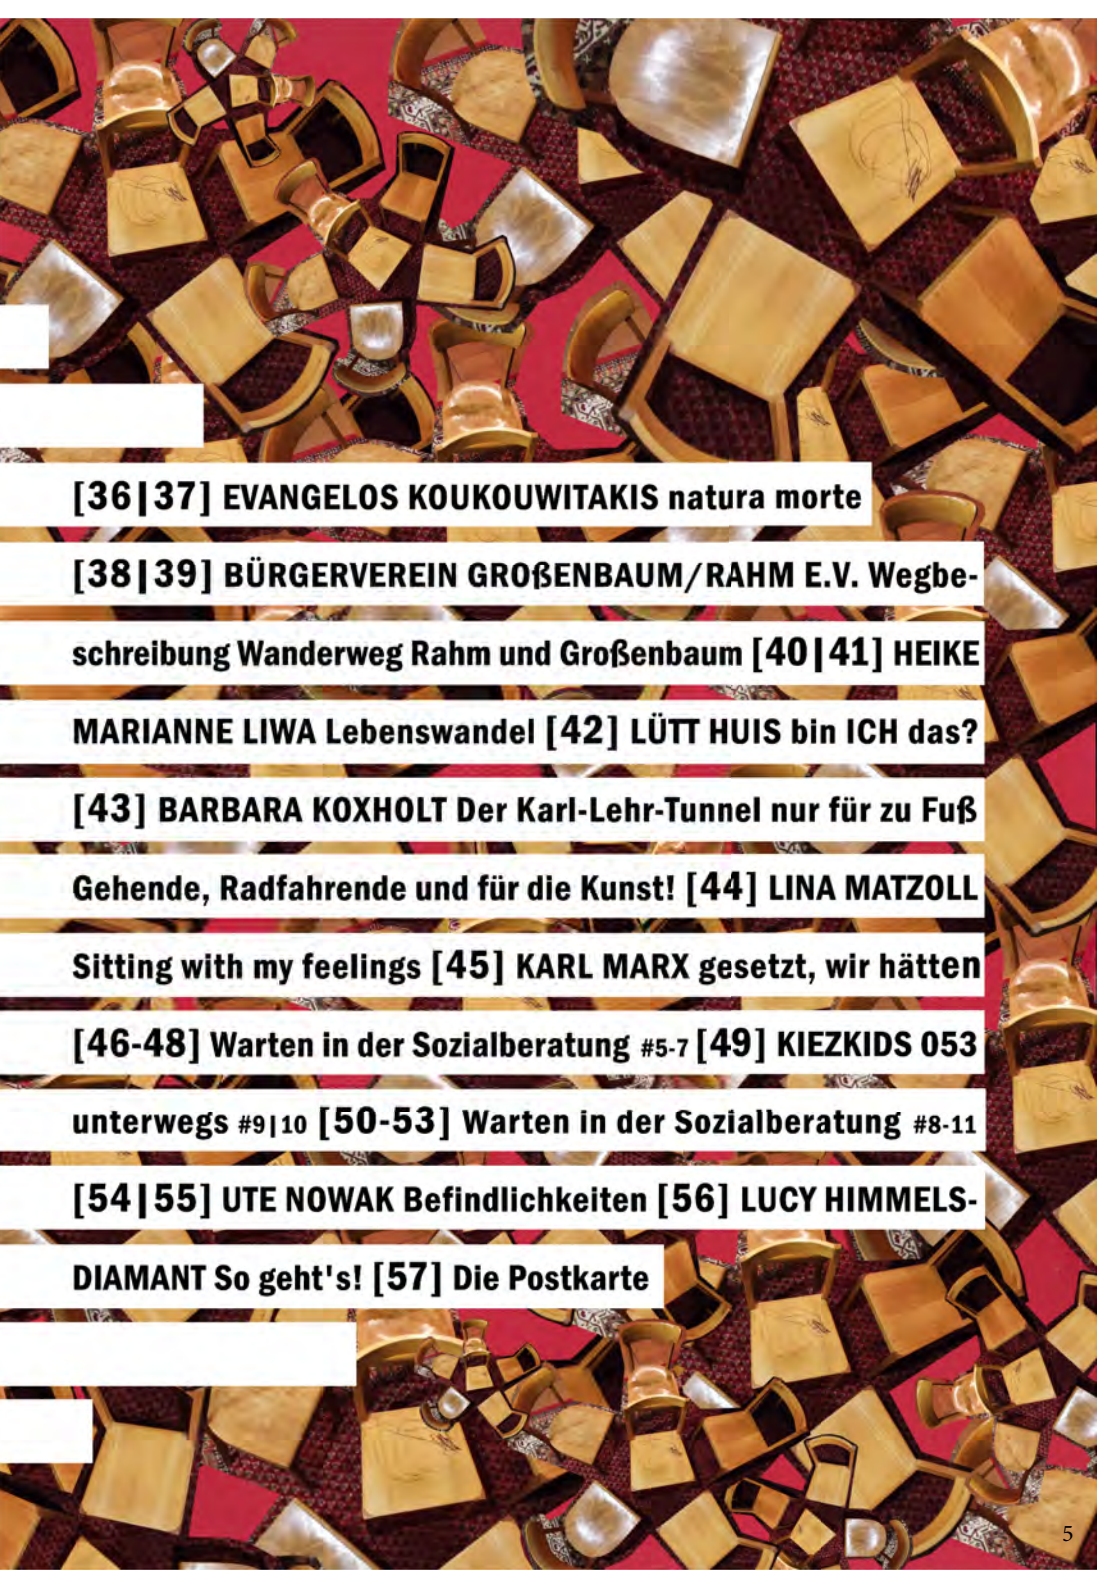 [36|37] EVANGELOS KOUKOUWITAKIS natura morte
[38|39] BÜRGERVEREIN GROßENBAUM/RAHM E.V. Wegbe-
schreibung Wanderweg Rahm und Großenbaum [40|41] HEIKE
MARIANNE LIWA Lebenswandel [42] LÜTT HUIS bin ICH das?
[43] BARBARA KOXHOLT Der Karl-Lehr-Tunnel nur für zu Fuß
Gehende, Radfahrende und für die Kunst! [44] LINA MATZOLL
Sitting with my feelings [45] KARL MARX gesetzt, wir hätten
[46-48] Warten in der Sozialberatung #5-7 [49] KIEZKIDS 053
unterwegs #9|10 [50-53] Warten in der Sozialberatung #8-11
[54|55] UTE NOWAK Befindlichkeiten [56] LUCY HIMMELS-
DIAMANT So geht's! [57] Die Postkarte
5